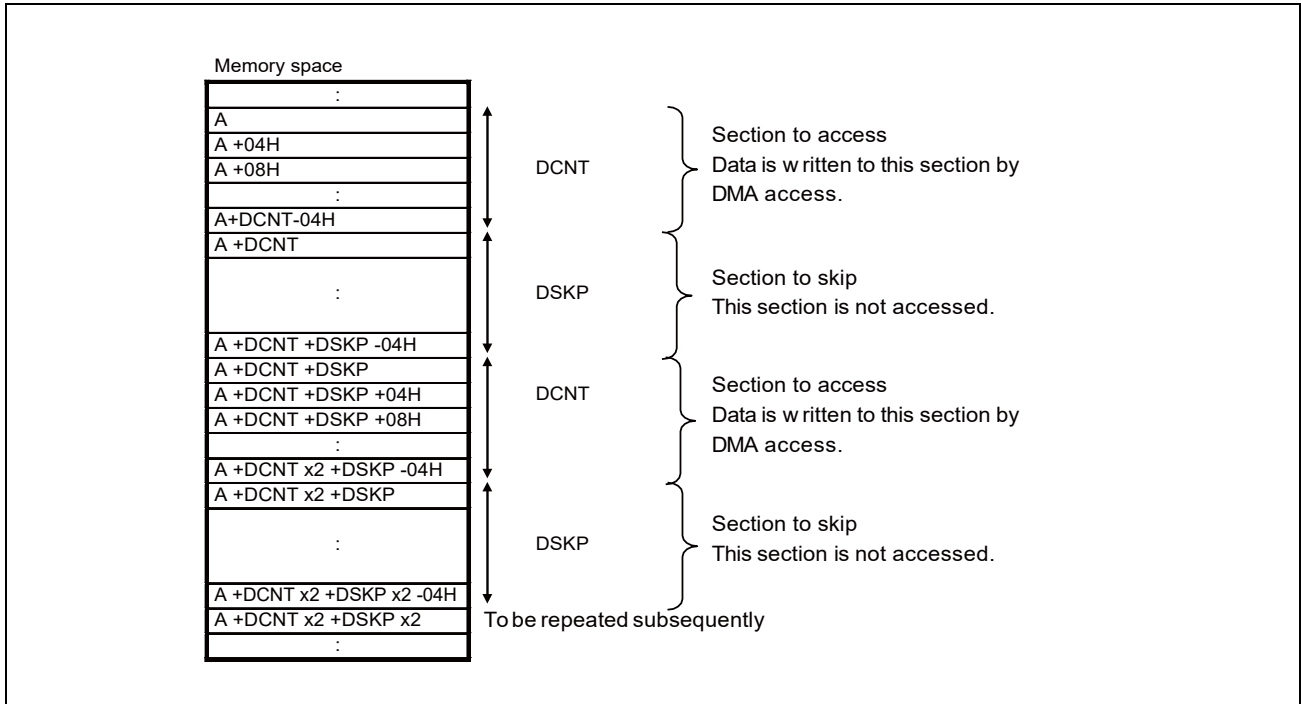 Memory space
:
A
A +04H
A +08H
:
A+DCNT-04H
A +DCNT
:
A +DCNT +DSKP -04H
A +DCNT +DSKP
A +DCNT +DSKP +04H
A +DCNT +DSKP +08H
:
A +DCNT x2 +DSKP -04H
A +DCNT x2 +DSKP
:
A +DCNT x2 +DSKP x2 -04H
A +DCNT x2 +DSKP x2
:
DCNT
DSKP
DCNT
DSKP
To be repeated subsequently
Section to access
Data is written to this section by
DMA access.
Section to skip
This section is not accessed.
Section to access
Data is written to this section by
DMA access.
Section to skip
This section is not accessed.